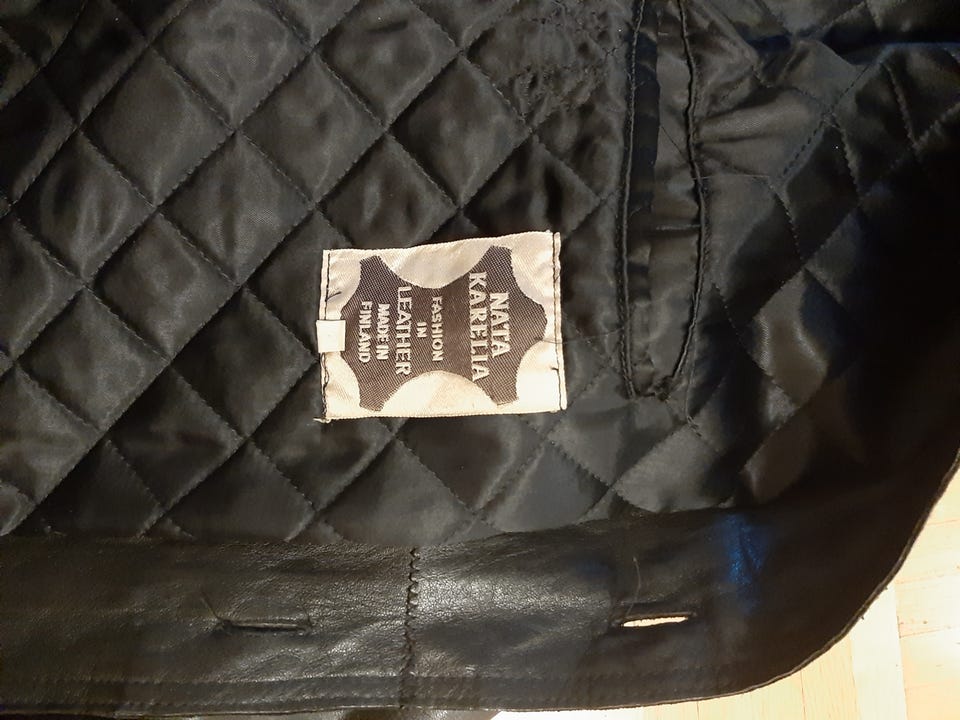 NATA
KARELIA
FASHION
IN
LEATHER
MADE IN
FINLAND